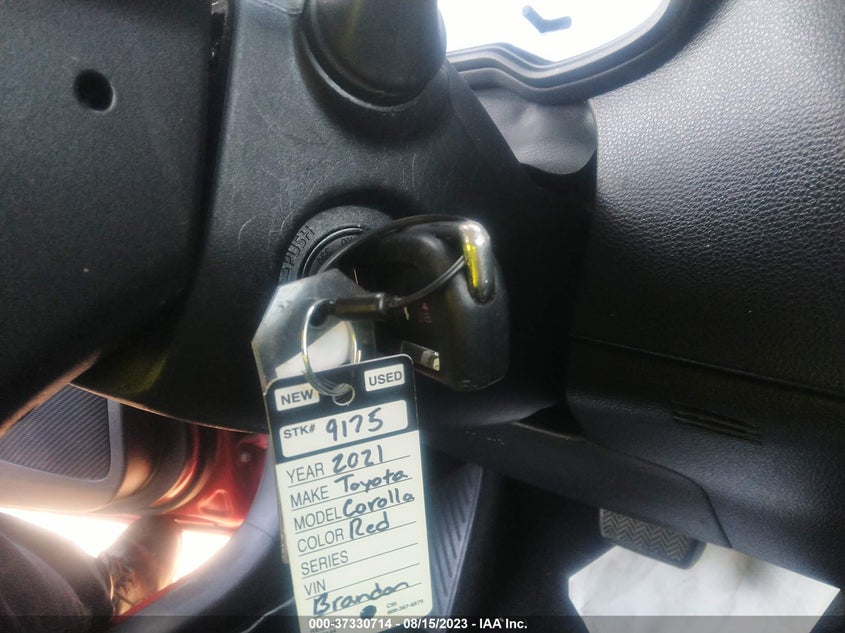 PUSH
NEW USED
STK# 9175
YEAR 2021
MAKE Toyota
MODEL Corolla
COLOR Red
SERIES
VIN
Brandon
000-37330714 - 08/15/2023 - IAA Inc.